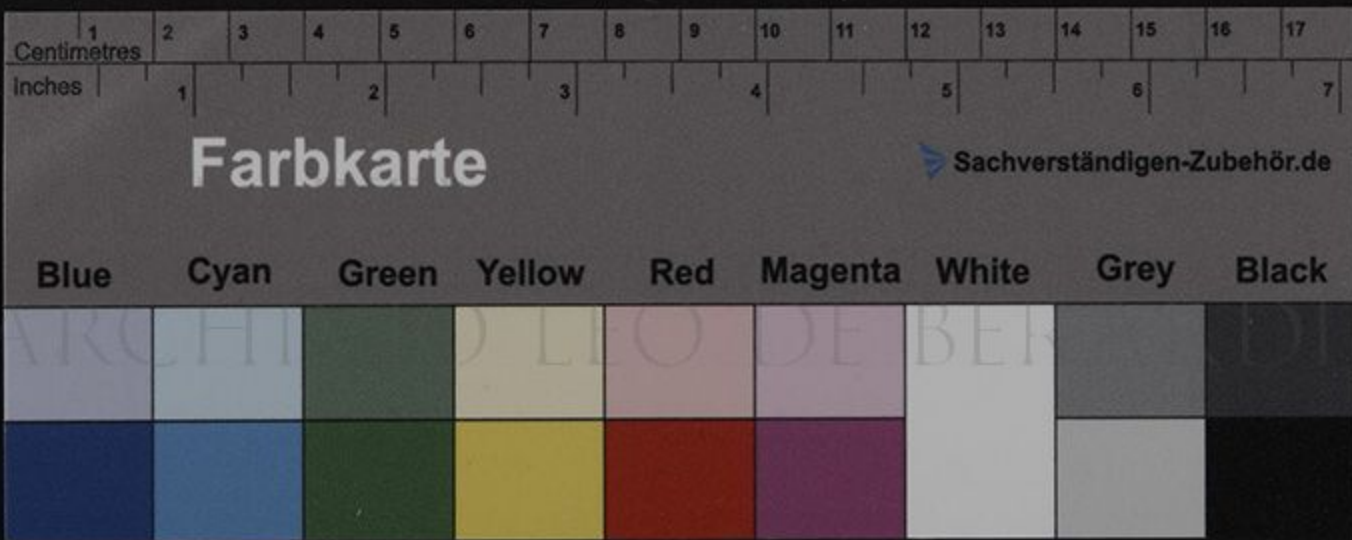 1 2 3 4 5 6 7 8 9 10 11 12 13 14 15 16 17
Centimetres
Inches 1 2 3 4 5 6 7
Farbkarte
Sachverständigen-Zubehör.de
Blue Cyan Green Yellow Red Magenta White Grey Black
LEO DE